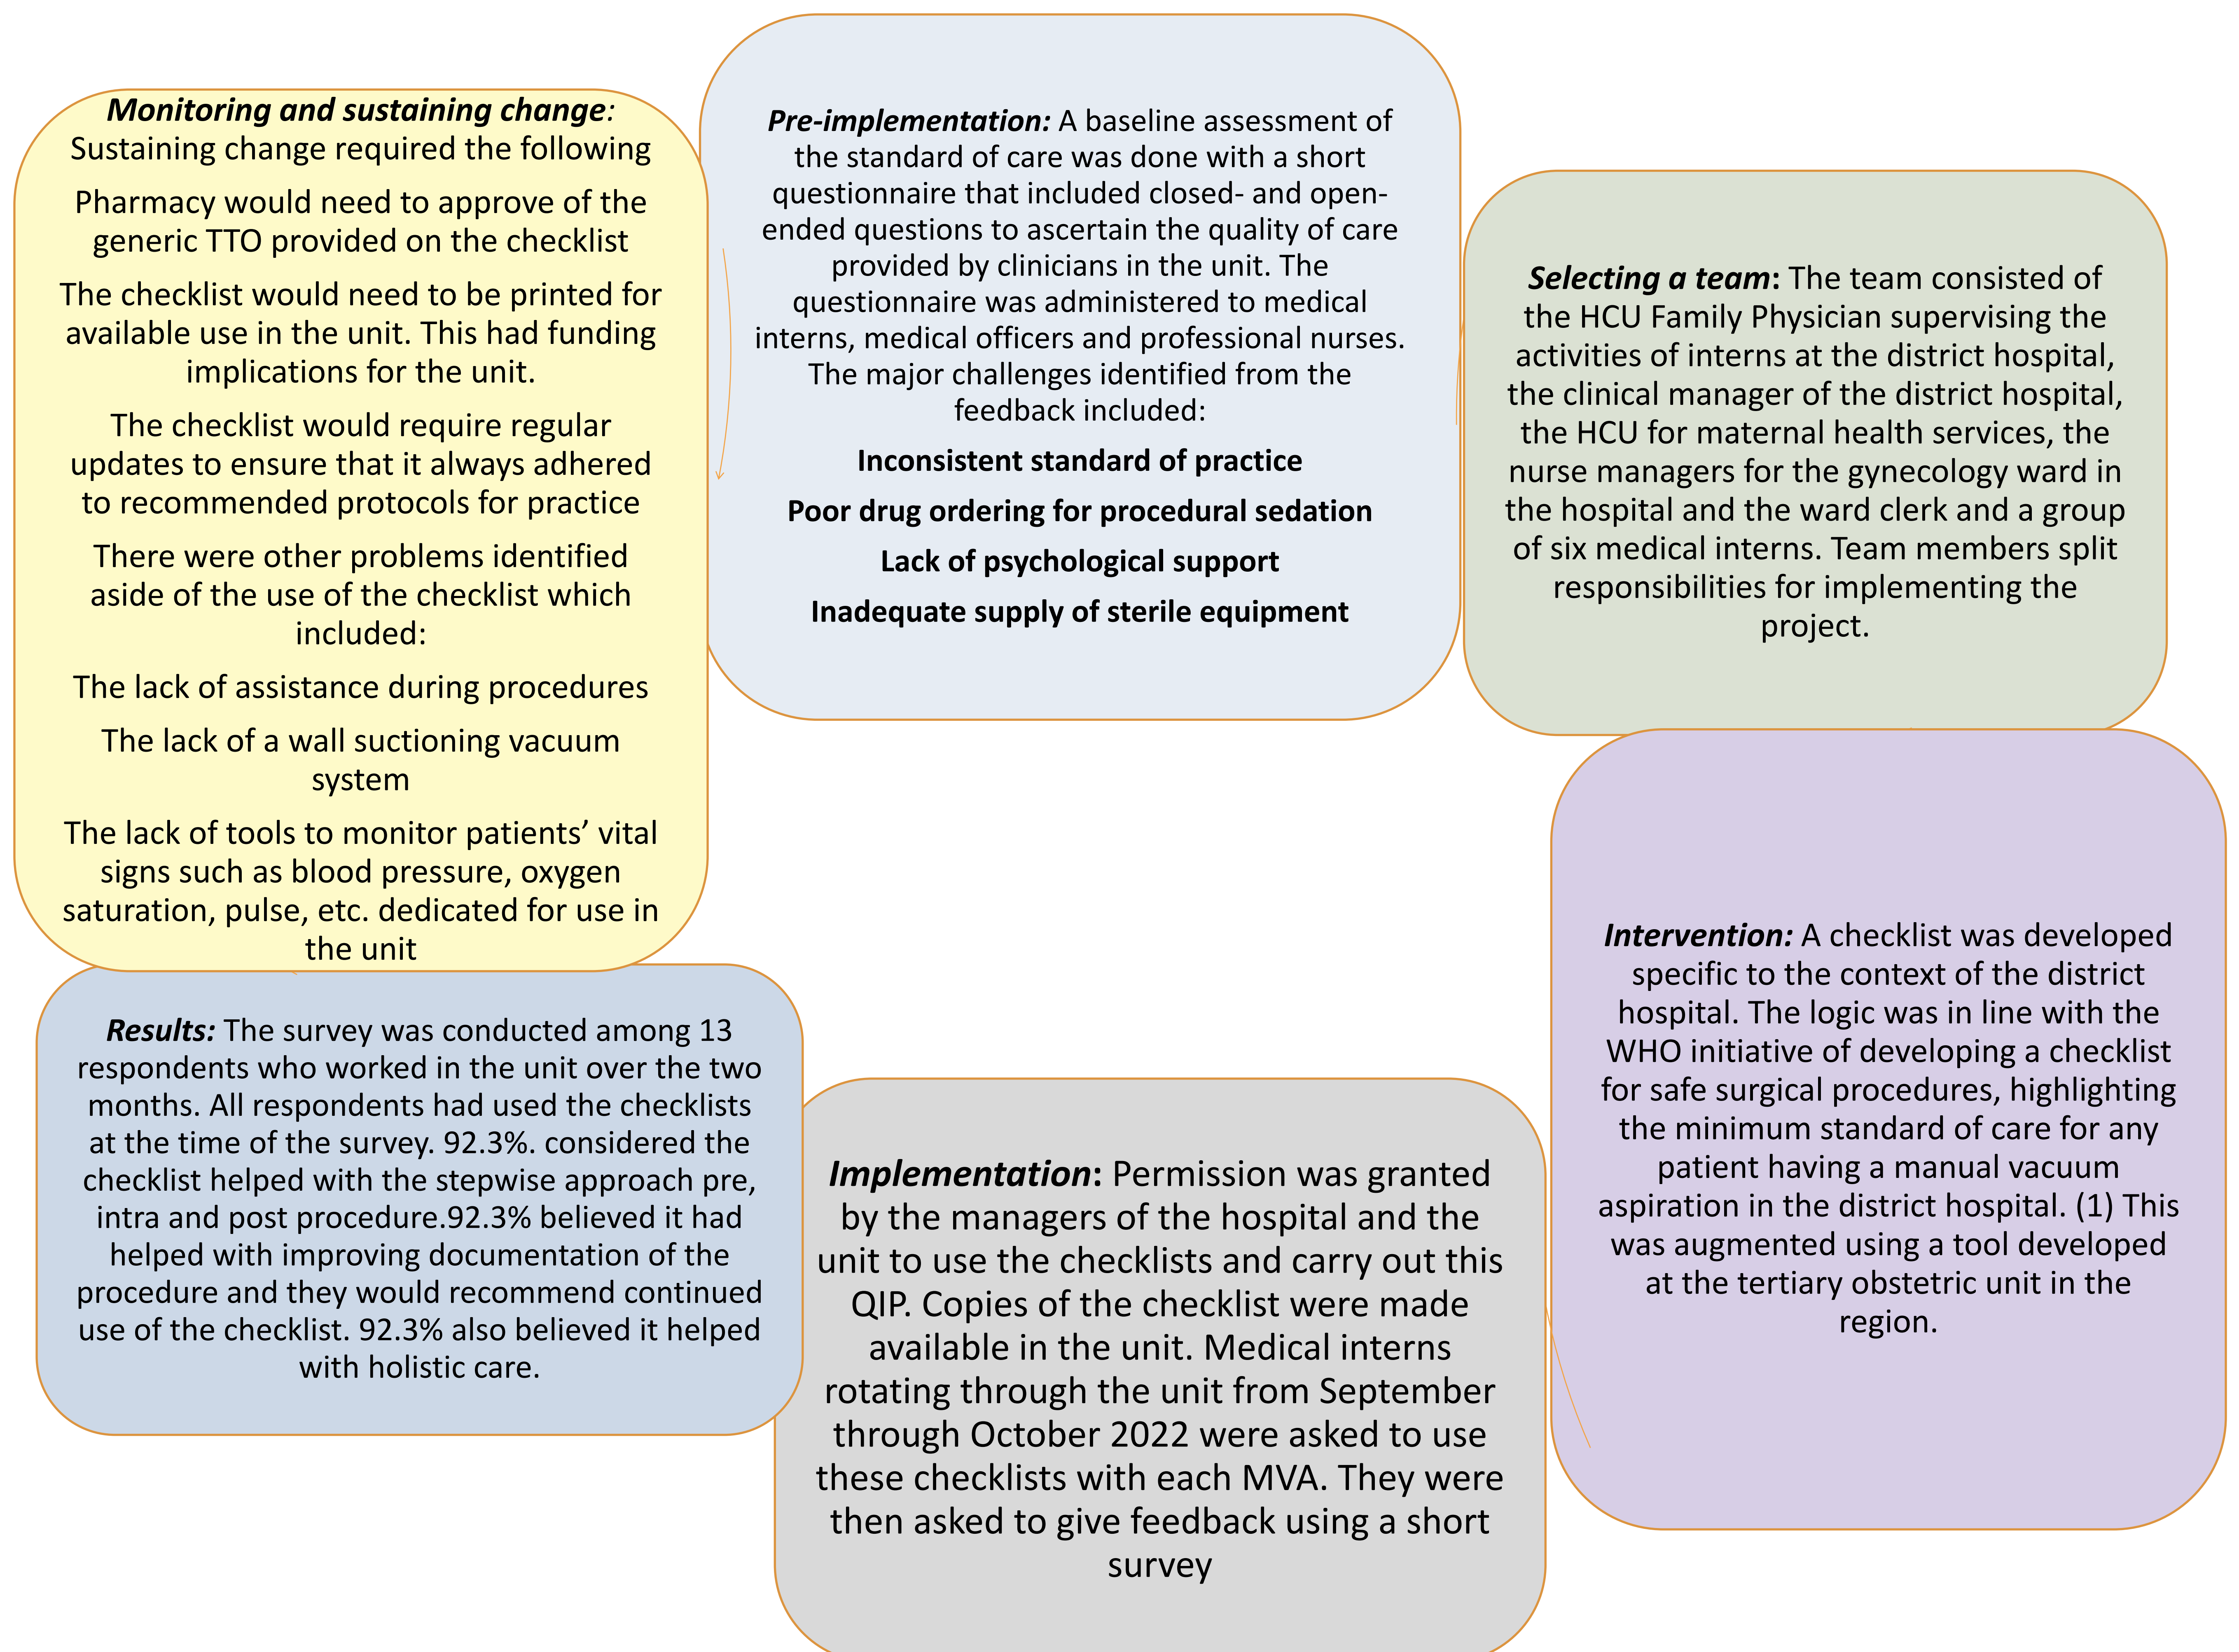 Monitoring and sustaining change:
Sustaining change required the following
Pharmacy would need to approve of the
generic TTO provided on the checklist
The checklist would need to be printed for
available use in the unit. This had funding
implications for the unit.
The checklist would require regular
updates to ensure that it always adhered
to recommended protocols for practice
There were other problems identified
aside of the use of the checklist which
included:
The lack of assistance during procedures
The lack of a wall suctioning vacuum
system
The lack of tools to monitor patients’ vital
signs such as blood pressure, oxygen
saturation, pulse, etc. dedicated for use in
the unit
Pre-implementation: A baseline assessment of
the standard of care was done with a short
questionnaire that included closed- and open-
ended questions to ascertain the quality of care
provided by clinicians in the unit. The
questionnaire was administered to medical
interns, medical officers and professional nurses.
The major challenges identified from the
feedback included:
Inconsistent standard of practice
Poor drug ordering for procedural sedation
Lack of psychological support
Inadequate supply of sterile equipment
Selecting a team: The team consisted of
the HCU Family Physician supervising the
activities of interns at the district hospital,
the clinical manager of the district hospital,
the HCU for maternal health services, the
nurse managers for the gynecology ward in
the hospital and the ward clerk and a group
of six medical interns. Team members split
responsibilities for implementing the
project.
Intervention: A checklist was developed
specific to the context of the district
hospital. The logic was in line with the
WHO initiative of developing a checklist
for safe surgical procedures, highlighting
the minimum standard of care for any
patient having a manual vacuum
aspiration in the district hospital. (1) This
was augmented using a tool developed
at the tertiary obstetric unit in the
region.
Implementation: Permission was granted
by the managers of the hospital and the
unit to use the checklists and carry out this
QIP. Copies of the checklist were made
available in the unit. Medical interns
rotating through the unit from September
through October 2022 were asked to use
these checklists with each MVA. They were
then asked to give feedback using a short
survey
Results: The survey was conducted among 13
respondents who worked in the unit over the two
months. All respondents had used the checklists
at the time of the survey. 92.3%. considered the
checklist helped with the stepwise approach pre,
intra and post procedure.92.3% believed it had
helped with improving documentation of the
procedure and they would recommend continued
use of the checklist. 92.3% also believed it helped
with holistic care.